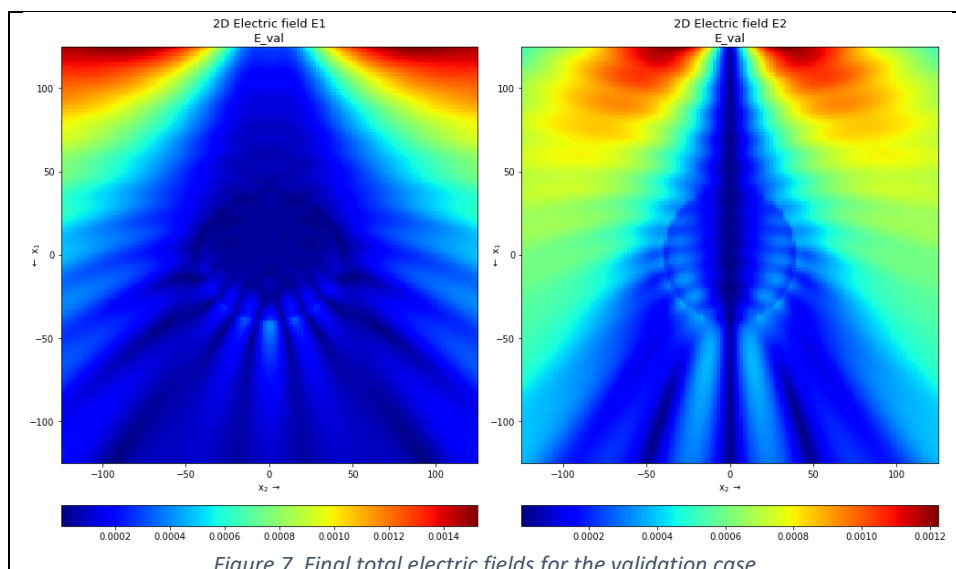 2D Electric field E1
E_val
100
50
0
−50
−100
← x₁
−100 −50 0 50 100
x₂ →
0.0002 0.0004 0.0006 0.0008 0.0010 0.0012 0.0014
2D Electric field E2
E_val
100
50
0
−50
−100
← x₁
−100 −50 0 50 100
x₂ →
0.0002 0.0004 0.0006 0.0008 0.0010 0.0012
Figure 7. Final total electric fields for the validation case